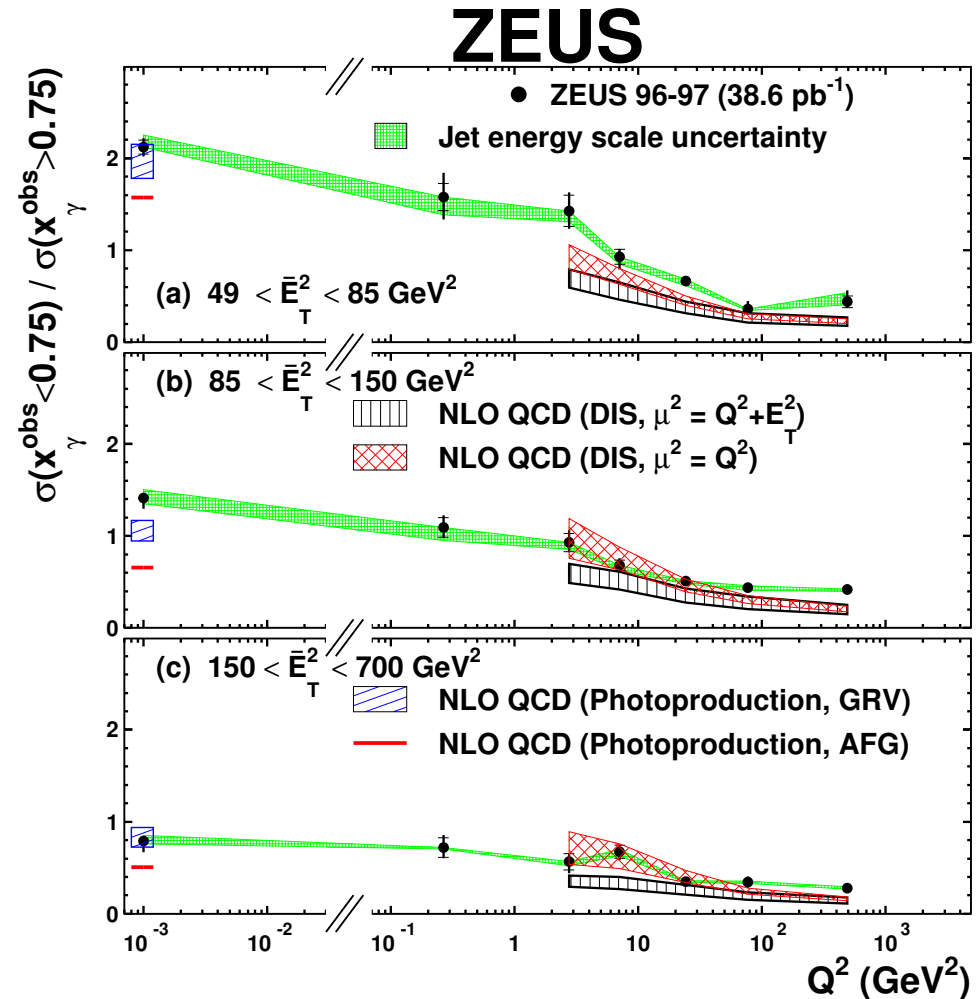 ZEUS
σ(x^obs_γ<0.75) / σ(x^obs_γ>0.75)
ZEUS 96-97 (38.6 pb⁻¹)
Jet energy scale uncertainty
2
1
0
(a) 49 < Ē²_T < 85 GeV²
(b) 85 < Ē²_T < 150 GeV²
NLO QCD (DIS, μ² = Q²+E²_T)
NLO QCD (DIS, μ² = Q²)
2
1
0
(c) 150 < Ē²_T < 700 GeV²
NLO QCD (Photoproduction, GRV)
NLO QCD (Photoproduction, AFG)
2
1
0
10⁻³ 10⁻² 10⁻¹ 1 10 10² 10³
Q² (GeV²)